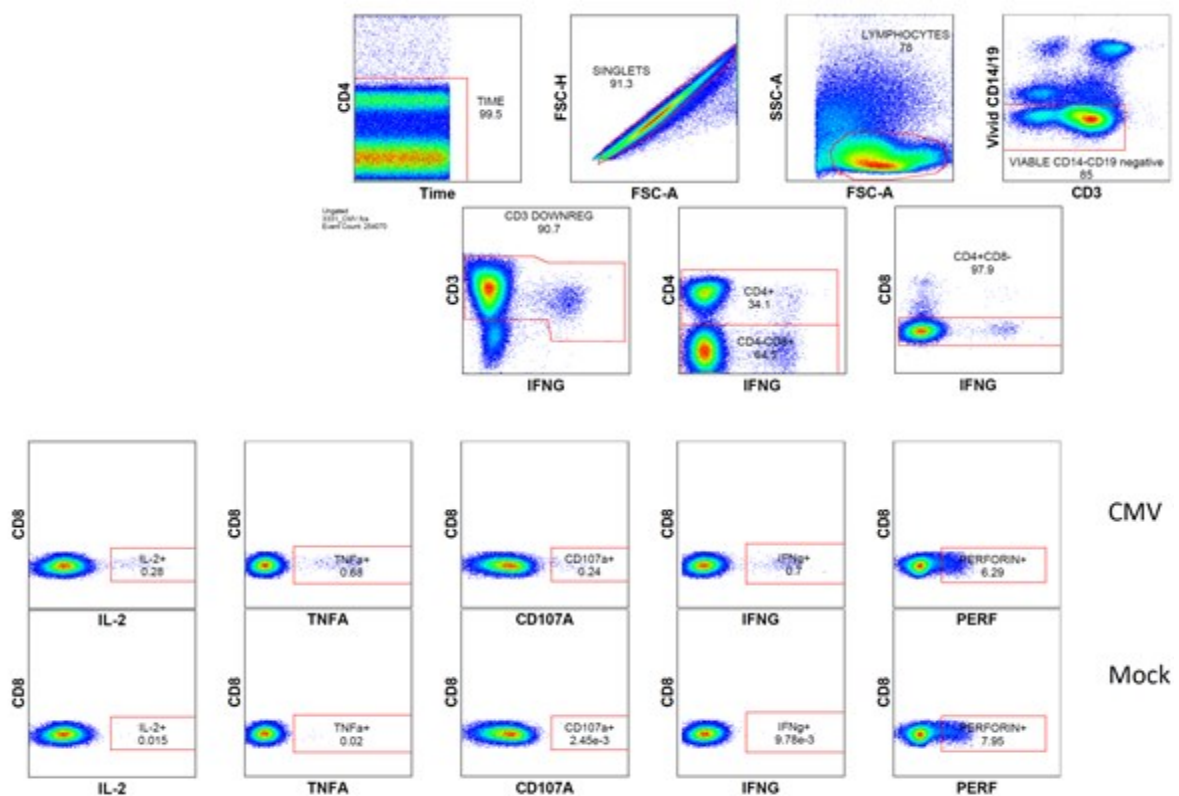 CD4
TIME
99.5
Time
FSC-H
SINGLETS
91.3
FSC-A
SSC-A
LYMPHOCYTES
78
FSC-A
Vivid CD14/19
VIABLE CD14-CD19 negative
85
CD3
Ungated
Event Count:
CD3
CD3 DOWNREG
90.7
IFNG
CD4
CD4+
34.1
CD4-CD8+
IFNG
CD8
CD4+CD8-
97.9
IFNG
CD8
IL-2+
0.28
IL-2
CD8
TNFa+
0.68
TNFA
CD8
CD107a+
0.24
CD107A
CD8
IFNg+
0.7
IFNG
CD8
PERFORIN+
6.29
PERF
CMV
CD8
IL-2+
0.015
IL-2
CD8
TNFa+
0.02
TNFA
CD8
CD107a+
2.45e-3
CD107A
CD8
IFNg+
9.78e-3
IFNG
CD8
PERFORIN+
7.95
PERF
Mock